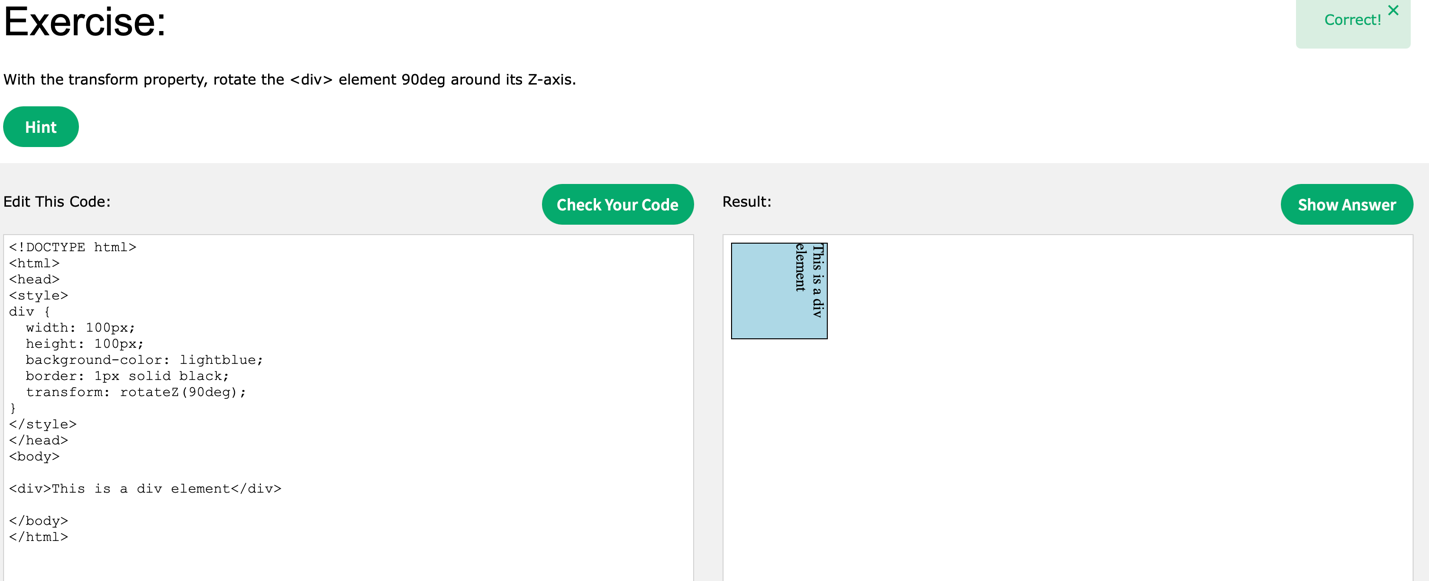 Exercise:
Correct! ×
With the transform property, rotate the <div> element 90deg around its Z-axis.
Hint
Edit This Code:
Check Your Code
Result:
Show Answer
<!DOCTYPE html>
<html>
<head>
<style>
div {
  width: 100px;
  height: 100px;
  background-color: lightblue;
  border: 1px solid black;
  transform: rotateZ(90deg);
}
</style>
</head>
<body>

<div>This is a div element</div>

</body>
</html>
This is a div
element